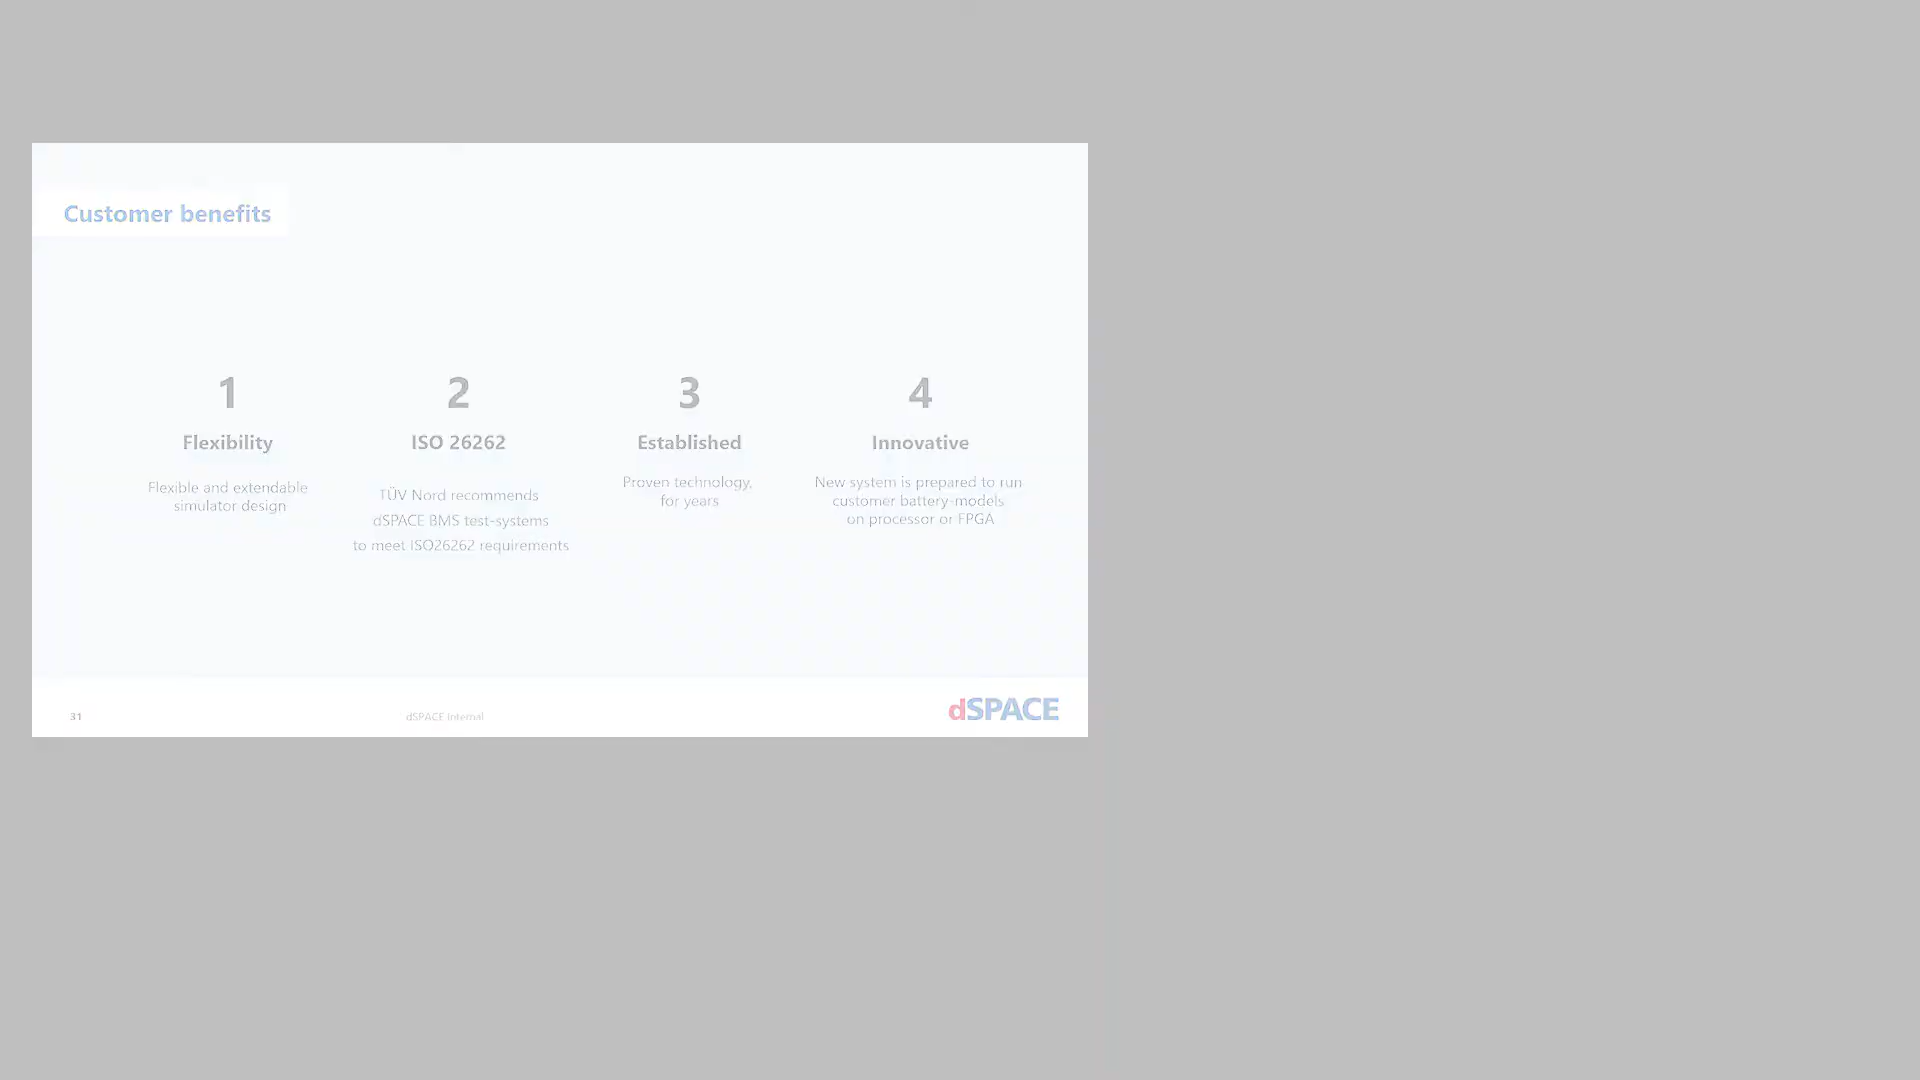 Customer benefits
1
Flexibility
Flexible and extendable
simulator design
2
ISO 26262
TÜV Nord recommends
dSPACE BMS test-systems
to meet ISO26262 requirements
3
Established
Proven technology,
for years
4
Innovative
New system is prepared to run
customer battery-models
on processor or FPGA
31
dSPACE Internal
dSPACE